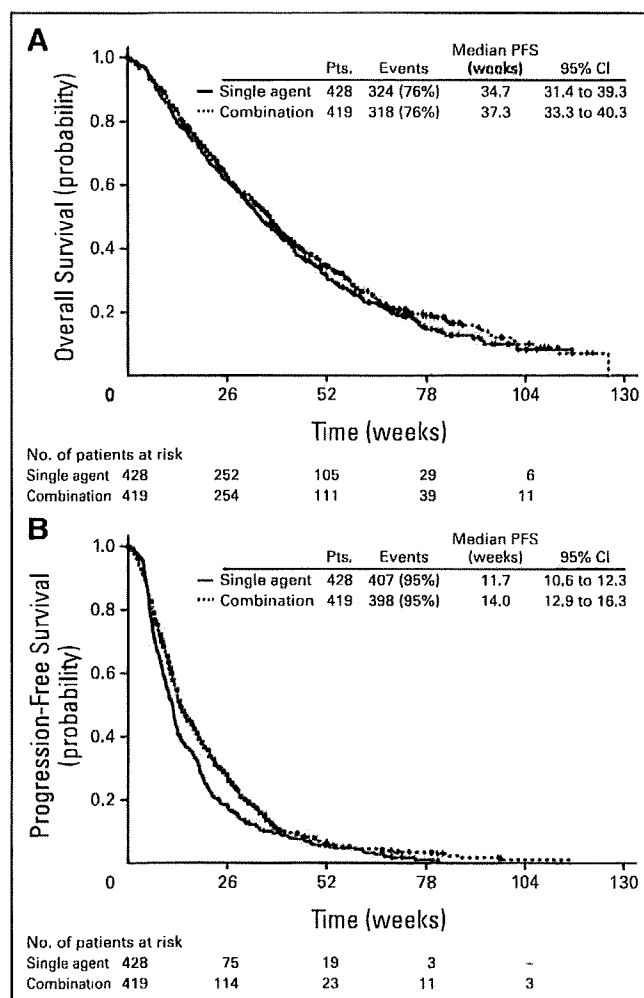 A
Median PFS
Pts. Events (weeks) 95% CI
Single agent 428 324 (76%) 34.7 31.4 to 39.3
Combination 419 318 (76%) 37.3 33.3 to 40.3
Overall Survival (probability)
1.0
0.8
0.6
0.4
0.2
0 26 52 78 104 130
Time (weeks)
No. of patients at risk
Single agent 428 252 105 29 6
Combination 419 254 111 39 11
B
Median PFS
Pts. Events (weeks) 95% CI
Single agent 428 407 (95%) 11.7 10.6 to 12.3
Combination 419 398 (95%) 14.0 12.9 to 16.3
Progression-Free Survival
(probability)
1.0
0.8
0.6
0.4
0.2
0 26 52 78 104 130
Time (weeks)
No. of patients at risk
Single agent 428 75 19 3 –
Combination 419 114 23 11 3